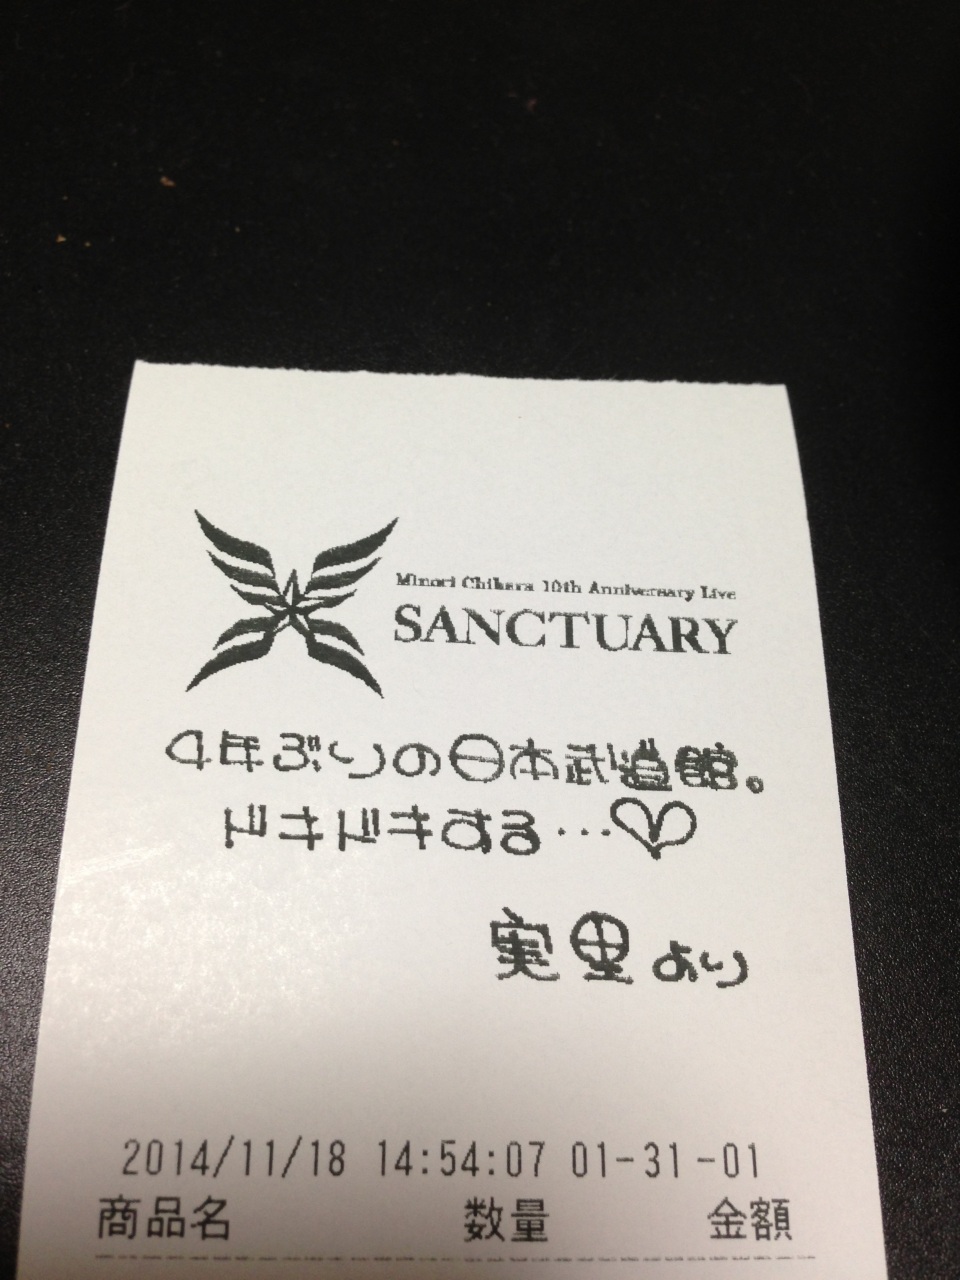 Minori Chihara 10th Anniversary Live
SANCTUARY
4年ぶりの日本武道館。
ドキドキする…♡
実里より
2014/11/18 14:54:07 01-31-01
商品名 数量 金額